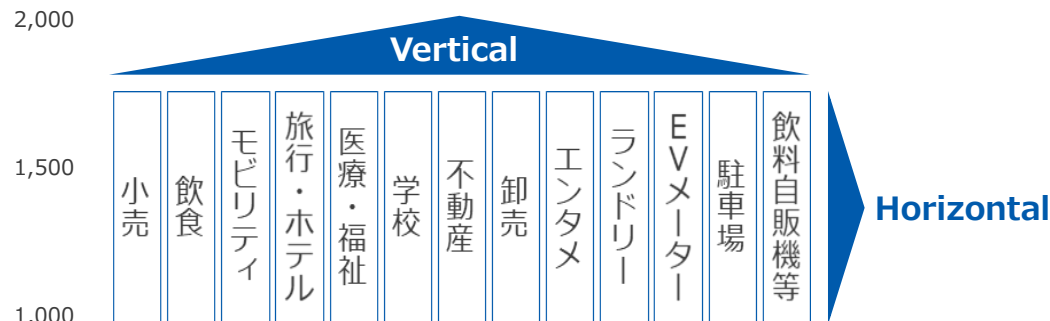 2,000
Vertical
1,500
小売
飲食
モビリティ
旅行・ホテル
医療・福祉
学校
不動産
卸売
エンタメ
ランドリー
EVメーター
駐車場
飲料自販機等
Horizontal
1,000